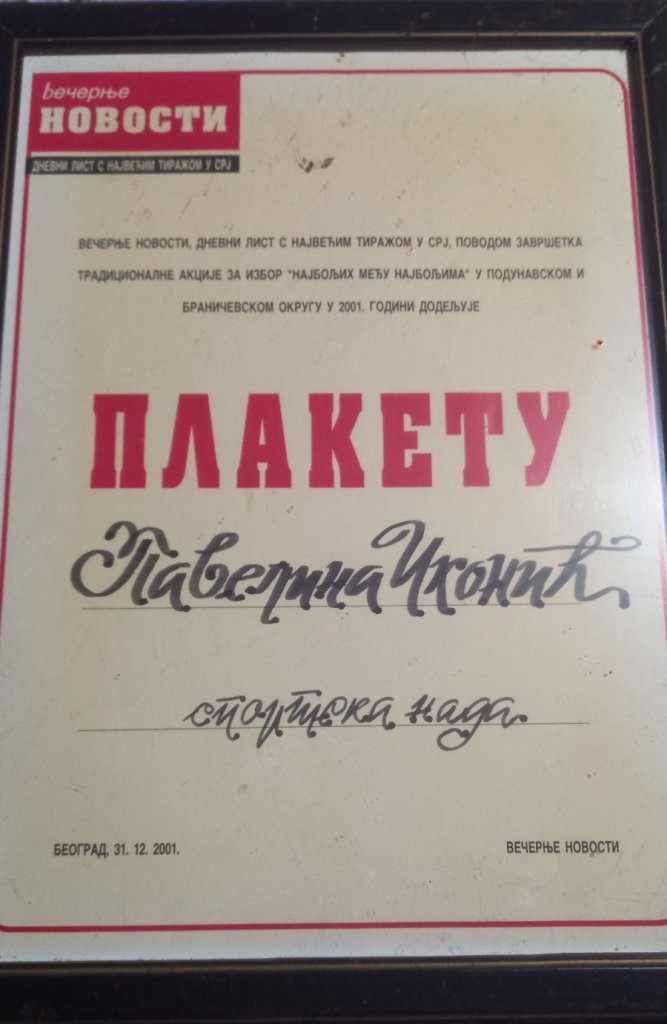 Вечерње
НОВОСТИ
ДНЕВНИ ЛИСТ С НАЈВЕЋИМ ТИРАЖОМ У СРЈ
ВЕЧЕРЊЕ НОВОСТИ, ДНЕВНИ ЛИСТ С НАЈВЕЋИМ ТИРАЖОМ У СРЈ, ПОВОДОМ ЗАВРШЕТКА
ТРАДИЦИОНАЛНЕ АКЦИЈЕ ЗА ИЗБОР "НАЈБОЉИХ МЕЂУ НАЈБОЉИМА" У ПОДУНАВСКОМ И
БРАНИЧЕВСКОМ ОКРУГУ У 2001. ГОДИНИ ДОДЕЉУЈЕ
ПЛАКЕТУ
Павелина Иконић
спортска нада
БЕОГРАД, 31. 12. 2001.
ВЕЧЕРЊЕ НОВОСТИ